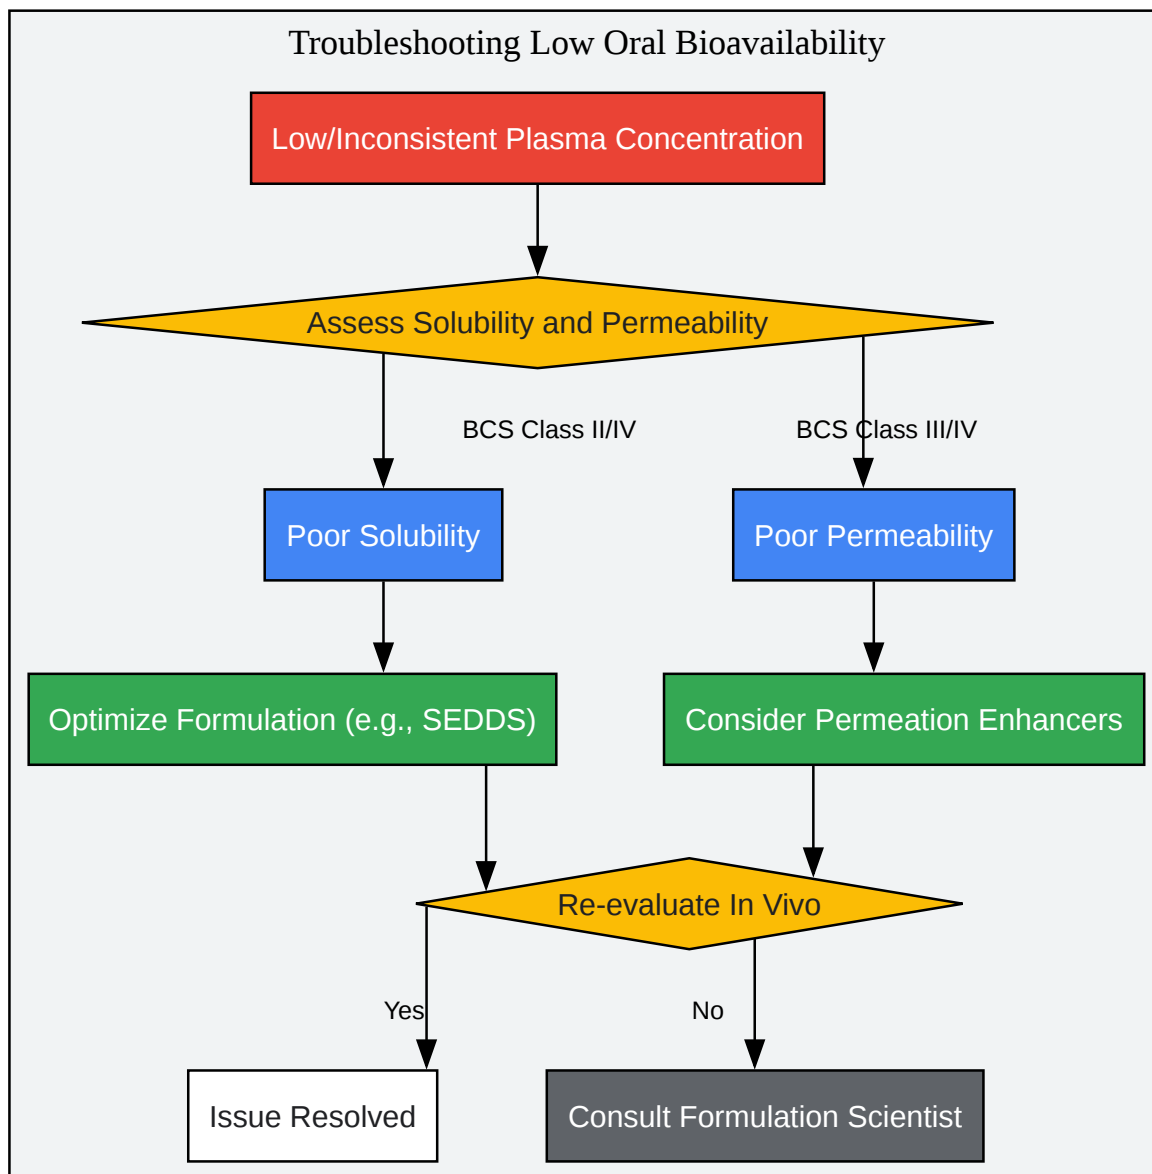 Troubleshooting Low Oral Bioavailability
Low/Inconsistent Plasma Concentration
Assess Solubility and Permeability
BCS Class II/IV
BCS Class III/IV
Poor Solubility
Poor Permeability
Optimize Formulation (e.g., SEDDS)
Consider Permeation Enhancers
Re-evaluate In Vivo
Yes
No
Issue Resolved
Consult Formulation Scientist